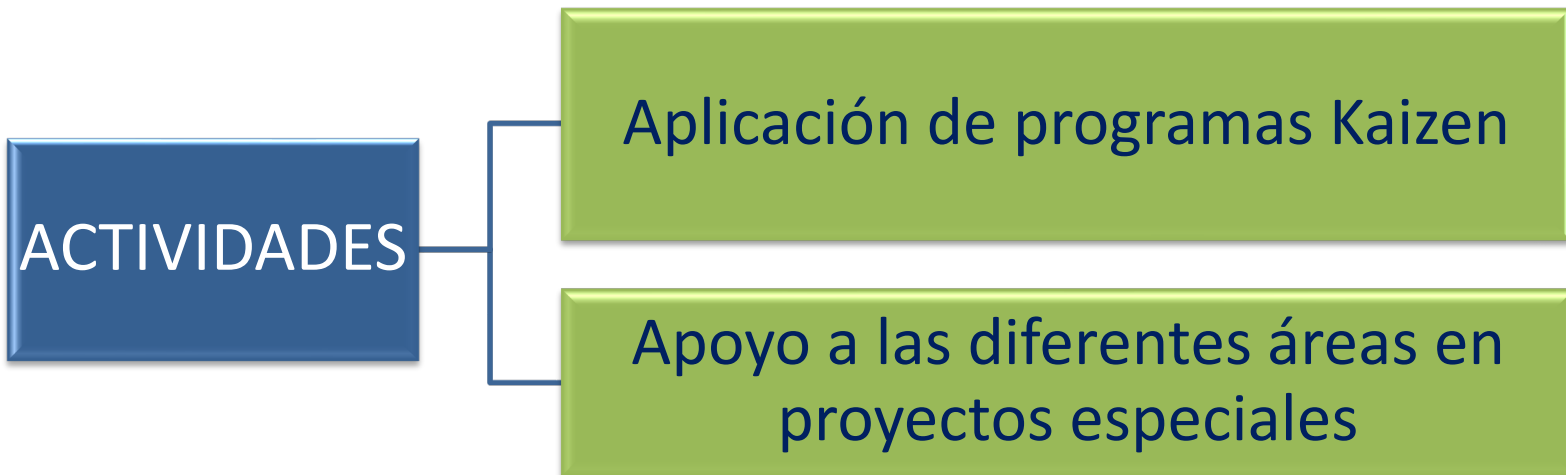 ACTIVIDADES
Aplicación de programas Kaizen
Apoyo a las diferentes áreas en
proyectos especiales